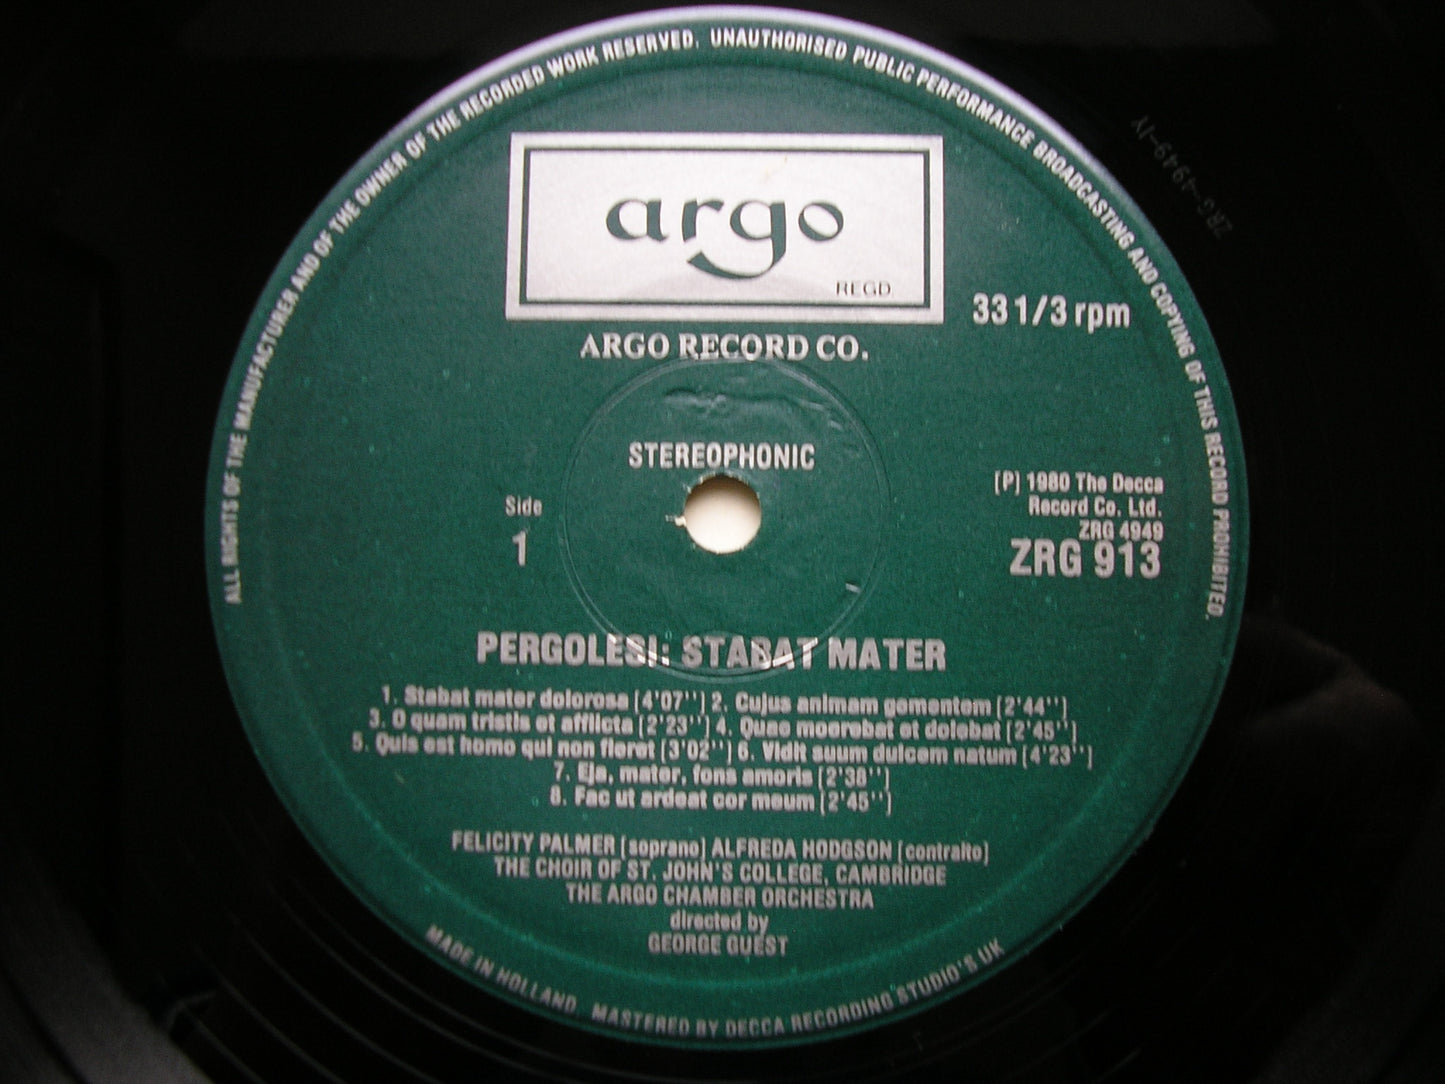 ALL RIGHTS OF THE MANUFACTURER AND OF THE OWNER OF THE RECORDED WORK RESERVED. UNAUTHORISED PUBLIC PERFORMANCE BROADCASTING AND COPYING OF THIS RECORD PROHIBITED.
ZRG-4949-1Y
argo
REGD.
33 1/3 rpm
ARGO RECORD CO.
STEREOPHONIC
Side
1
[P] 1980 The Decca
Record Co. Ltd.
ZRG 4949
ZRG 913
PERGOLESI: STABAT MATER
1. Stabat mater dolorosa [4'07''] 2. Cujus animam gementem [2'44'']
3. O quam tristis et afflicta [2'23''] 4. Quae moerebat et dolebat [2'45'']
5. Quis est homo qui non fleret [3'02''] 6. Vidit suum dulcem natum [4'23'']
7. Eja, mater, fons amoris [2'38'']
8. Fac ut ardeat cor meum [2'45'']
FELICITY PALMER [soprano] ALFREDA HODGSON [contralto]
THE CHOIR OF ST. JOHN'S COLLEGE, CAMBRIDGE
THE ARGO CHAMBER ORCHESTRA
directed by
GEORGE GUEST
MADE IN HOLLAND. MASTERED BY DECCA RECORDING STUDIO'S UK